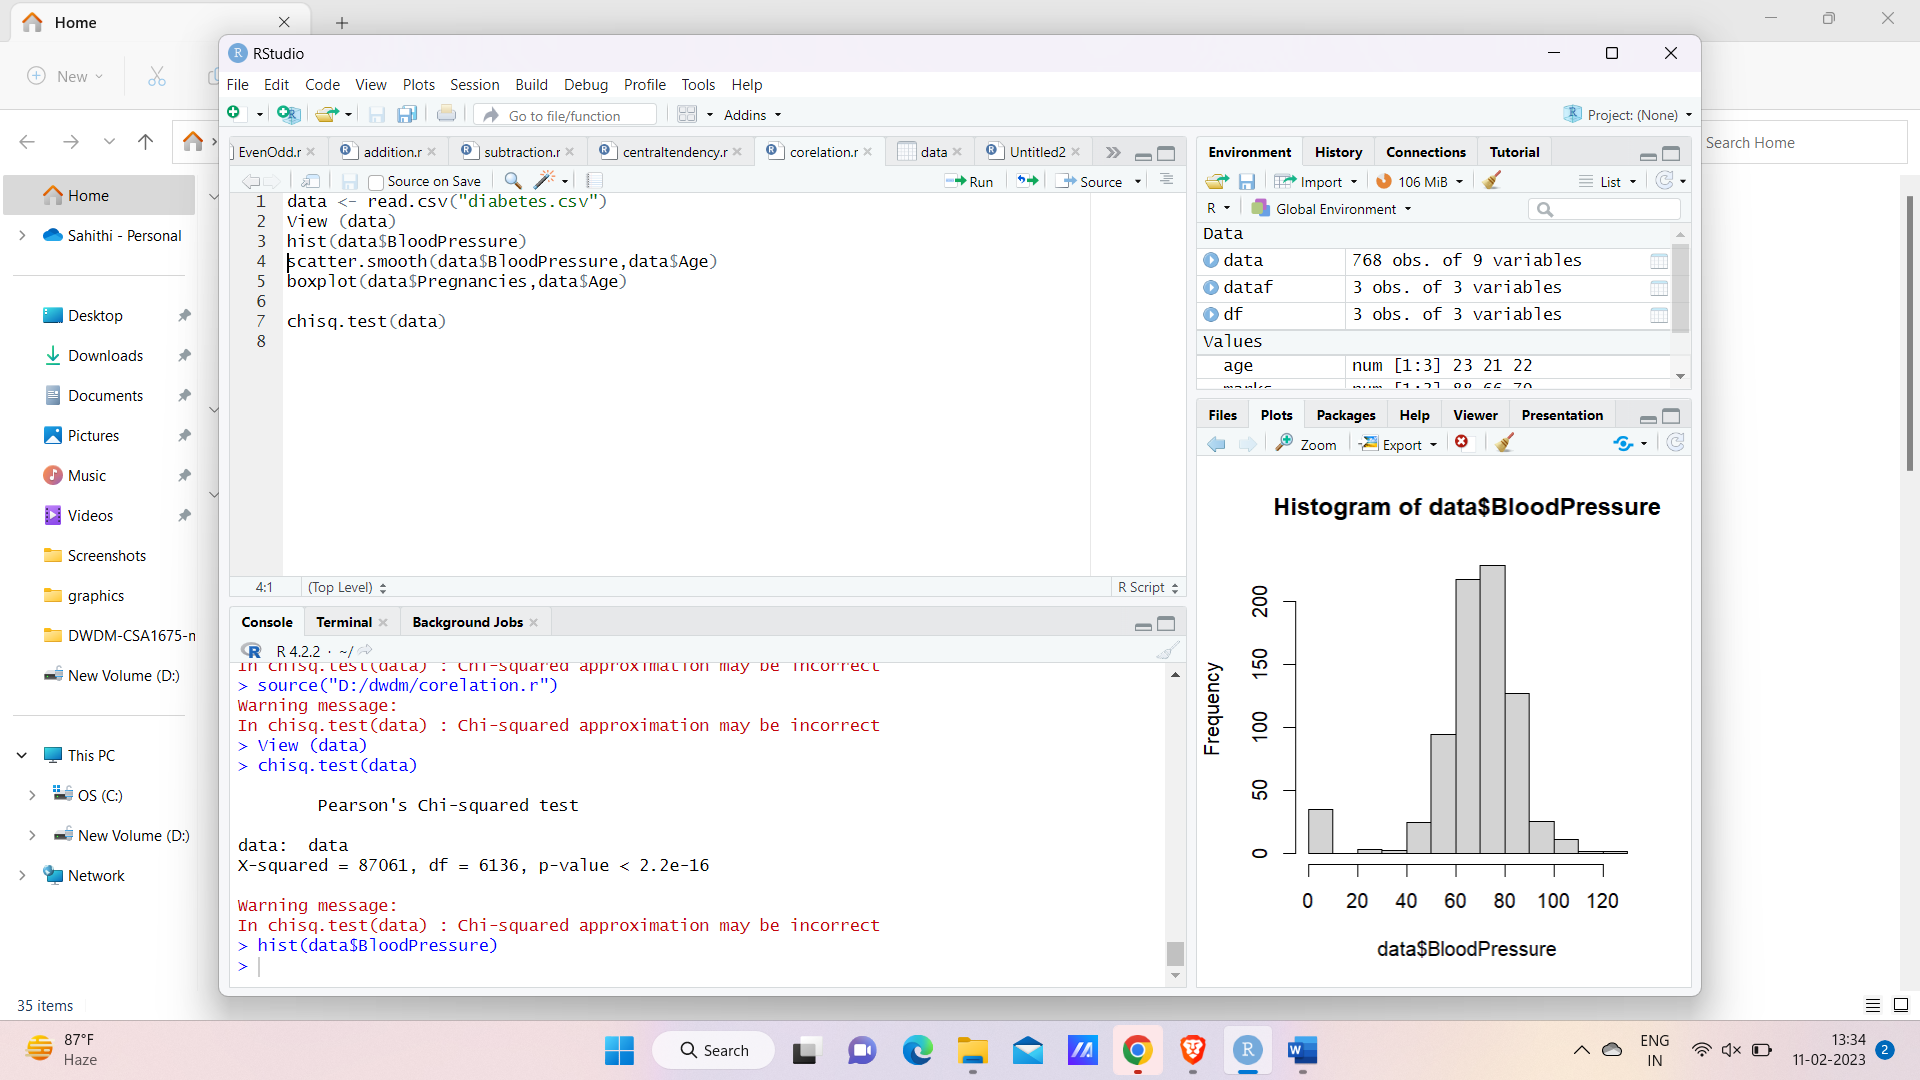 Home
New
Home
Sahithi - Personal
Desktop
Downloads
Documents
Pictures
Music
Videos
Screenshots
graphics
DWDM-CSA1675-
New Volume (D:)
This PC
OS (C:)
New Volume (D:)
Network
35 items
Search Home
RStudio
File Edit Code View Plots Session Build Debug Profile Tools Help
Go to file/function
Addins
Project: (None)
EvenOdd.r addition.r subtraction.r centraltendency.r corelation.r data Untitled2
Source on Save
Run
Source
1 data <- read.csv("diabetes.csv")
2 View (data)
3 hist(data$BloodPressure)
4 scatter.smooth(data$BloodPressure,data$Age)
5 boxplot(data$Pregnancies,data$Age)
6
7 chisq.test(data)
8
4:1 (Top Level) R Script
Console Terminal Background Jobs
R 4.2.2 · ~/
In chisq.test(data) : Chi-squared approximation may be incorrect
> source("D:/dwdm/corelation.r")
Warning message:
In chisq.test(data) : Chi-squared approximation may be incorrect
> View (data)
> chisq.test(data)
Pearson's Chi-squared test
data: data
X-squared = 87061, df = 6136, p-value < 2.2e-16
Warning message:
In chisq.test(data) : Chi-squared approximation may be incorrect
> hist(data$BloodPressure)
>
Environment History Connections Tutorial
Import 106 MiB List
R Global Environment
Data
data 768 obs. of 9 variables
dataf 3 obs. of 3 variables
df 3 obs. of 3 variables
Values
age num [1:3] 23 21 22
marks num [1:3] 88 66 70
Files Plots Packages Help Viewer Presentation
Zoom Export
Histogram of data$BloodPressure
Frequency
0 50 100 150 200
0 20 40 60 80 100 120
data$BloodPressure
87°F
Haze
Search
ENG
IN
13:34
11-02-2023
2